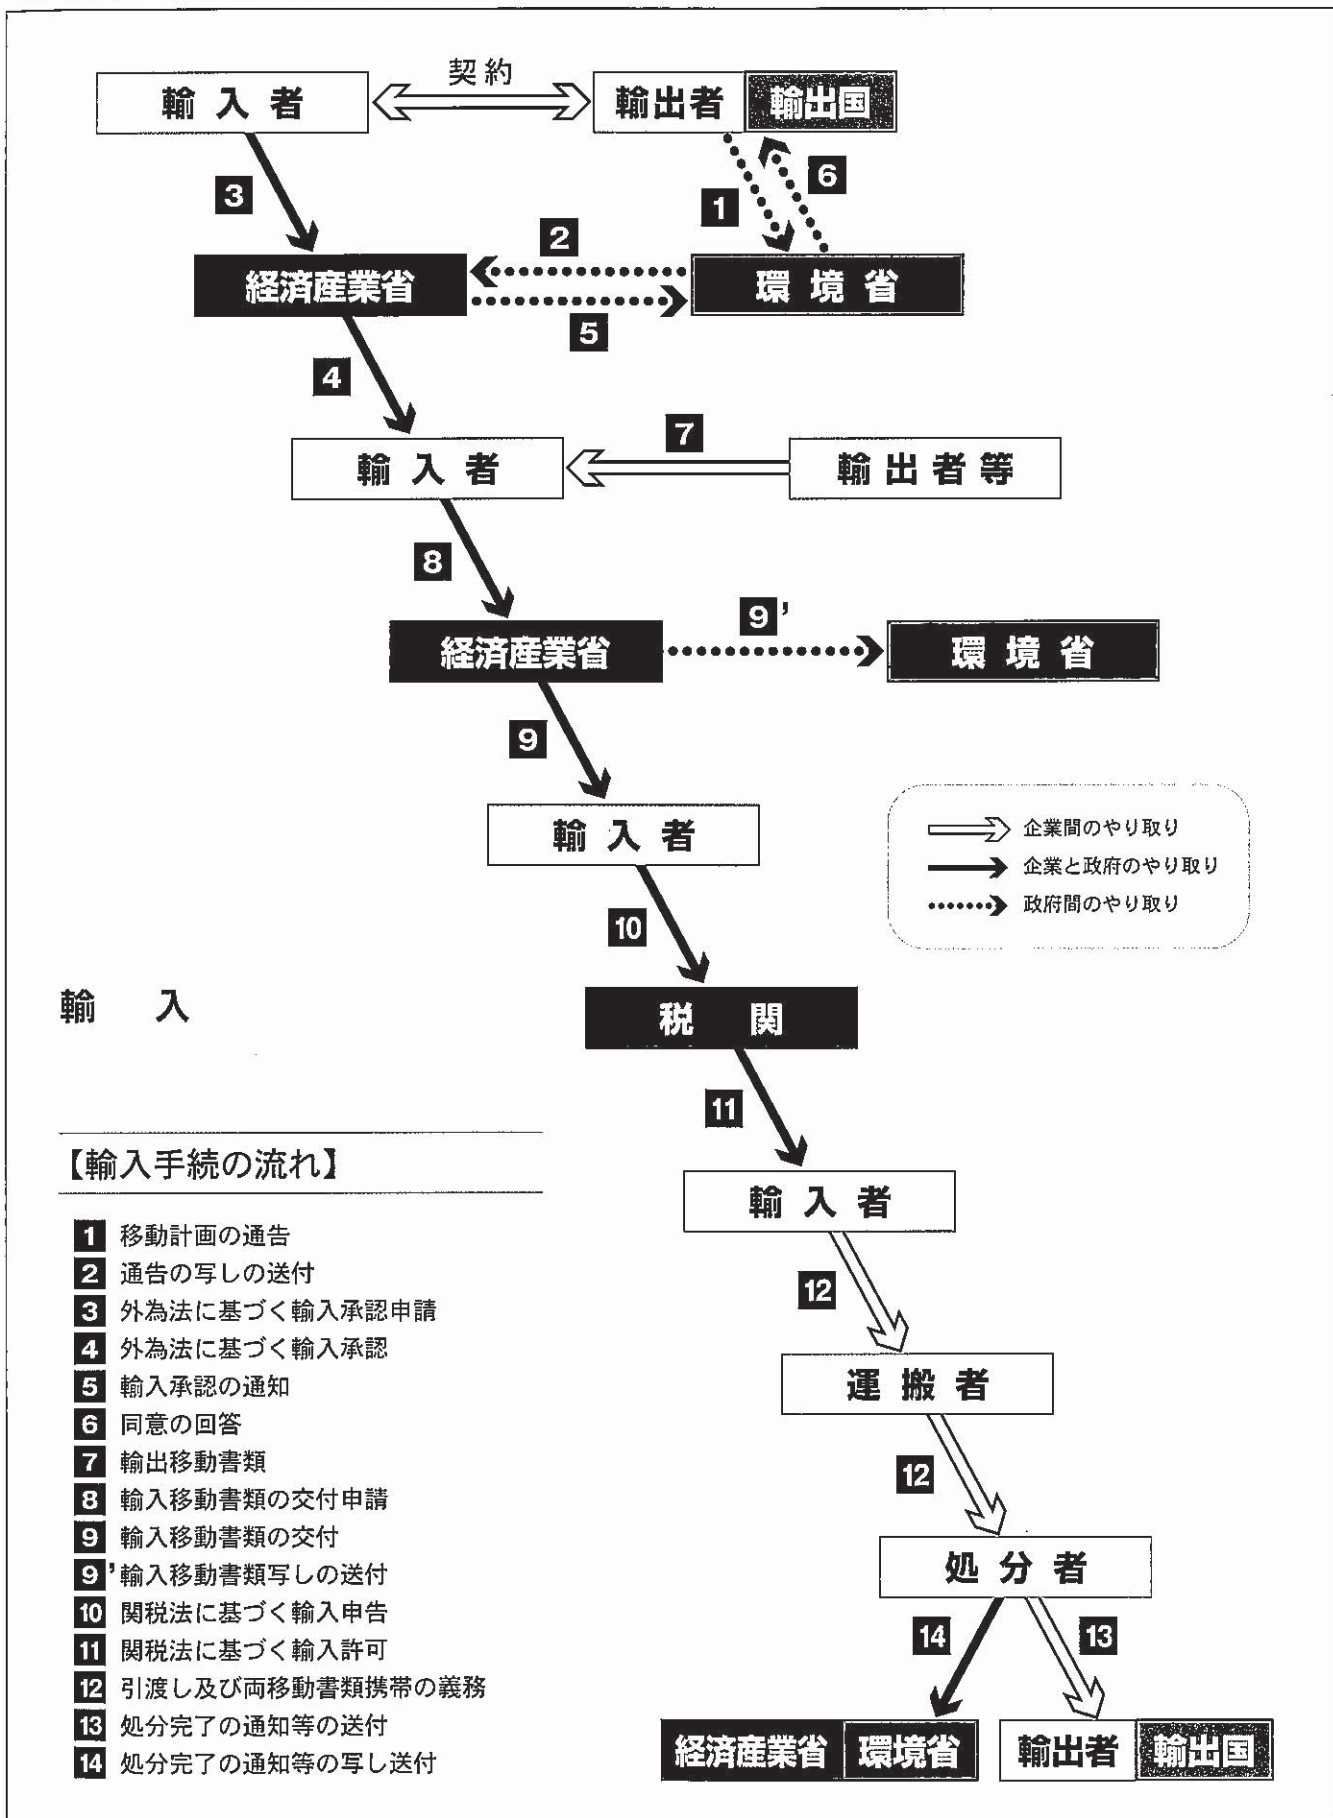 契約
輸入者
輸出者 輸出国
3
1
6
2
経済産業省
環境省
5
4
7
輸入者
輸出者等
8
9'
経済産業省
環境省
9
輸入者
企業間のやり取り
企業と政府のやり取り
政府間のやり取り
10
輸 入
税関
11
輸入者
12
運搬者
12
処分者
14
13
経済産業省 環境省
輸出者 輸出国
【輸入手続の流れ】
1 移動計画の通告
2 通告の写しの送付
3 外為法に基づく輸入承認申請
4 外為法に基づく輸入承認
5 輸入承認の通知
6 同意の回答
7 輸出移動書類
8 輸入移動書類の交付申請
9 輸入移動書類の交付
9' 輸入移動書類写しの送付
10 関税法に基づく輸入申告
11 関税法に基づく輸入許可
12 引渡し及び両移動書類携帯の義務
13 処分完了の通知等の送付
14 処分完了の通知等の写し送付